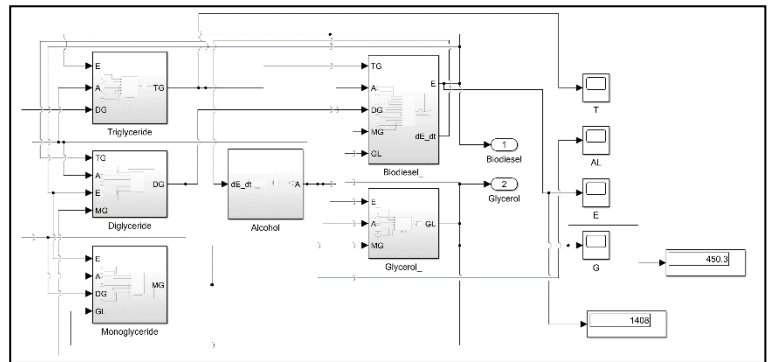 E
A
DG
TG
Triglyceride
TG
A
E
MG
DG
Diglyceride
E
A
DG
GL
MG
Monoglyceride
dE_dt
A
Alcohol
TG
A
DG
MG
GL
E
dE_dt
Biodiesel_
E
A
MG
GL
Glycerol_
1
Biodiesel
2
Glycerol
T
AL
E
G
450.3
1408